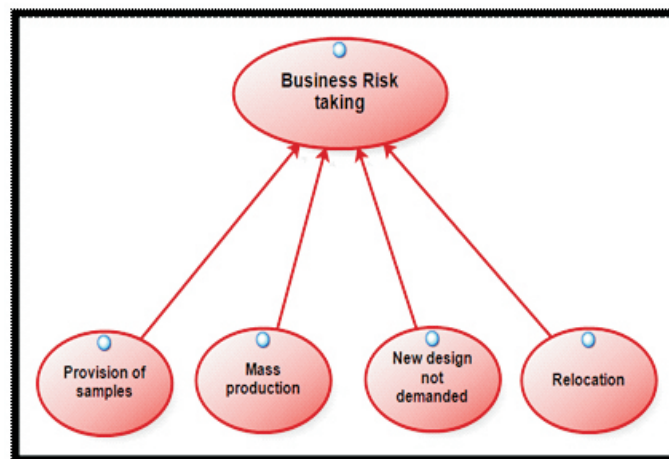 Business Risk
taking
Provision of
samples
Mass
production
New design
not
demanded
Relocation